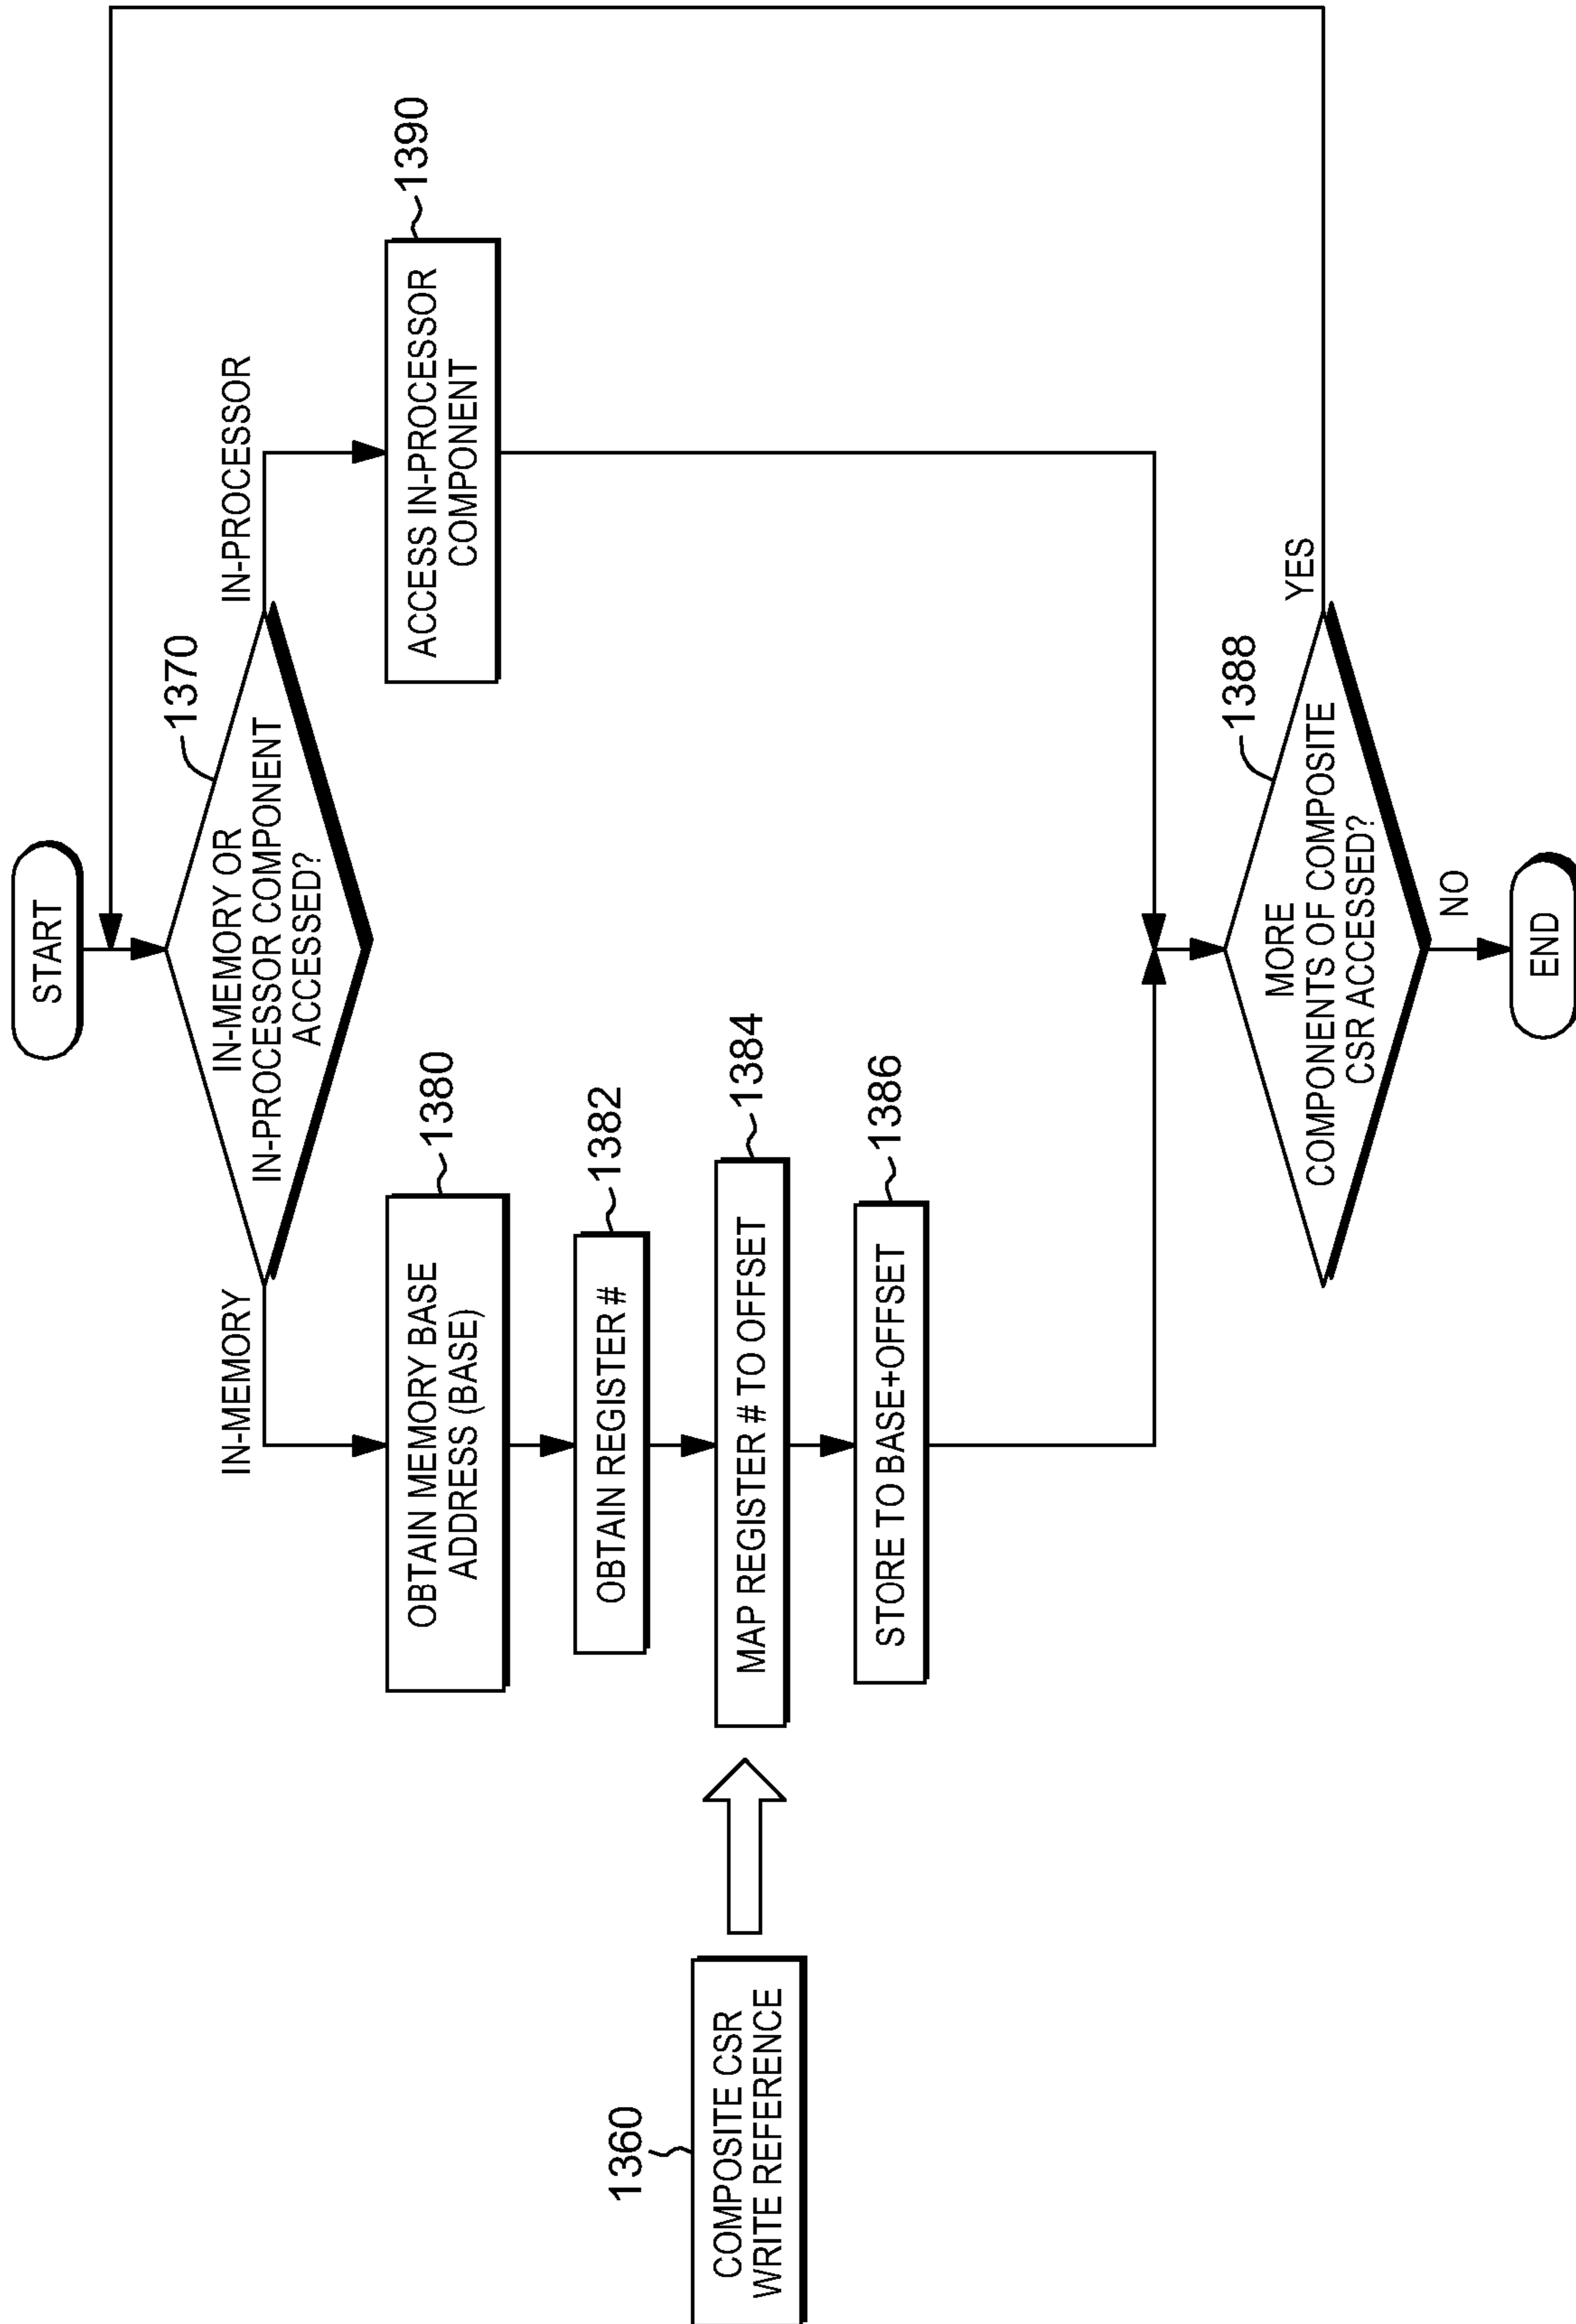 1360
COMPOSITE CSR
WRITE REFERENCE
START
1370
IN-MEMORY OR
IN-PROCESSOR COMPONENT
ACCESSED?
IN-MEMORY
IN-PROCESSOR
1380
OBTAIN MEMORY BASE
ADDRESS (BASE)
1390
ACCESS IN-PROCESSOR
COMPONENT
1382
OBTAIN REGISTER #
1384
MAP REGISTER # TO OFFSET
1386
STORE TO BASE+OFFSET
1388
MORE
COMPONENTS OF COMPOSITE
CSR ACCESSED?
YES
NO
END